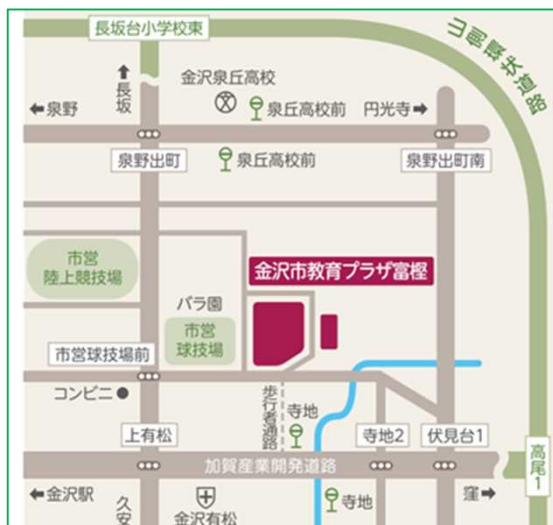 長坂台小学校東
山側環状道路
長坂
金沢泉丘高校
泉野
泉丘高校前
円光寺
泉野出町
泉丘高校前
泉野出町南
市営
陸上競技場
金沢市教育プラザ富樫
バラ園
市営
球技場
市営球技場前
コンビニ
歩行者通路
寺地
上有松
寺地2
伏見台1
加賀産業開発道路
高尾1
金沢駅
久安
金沢有松
寺地
窪